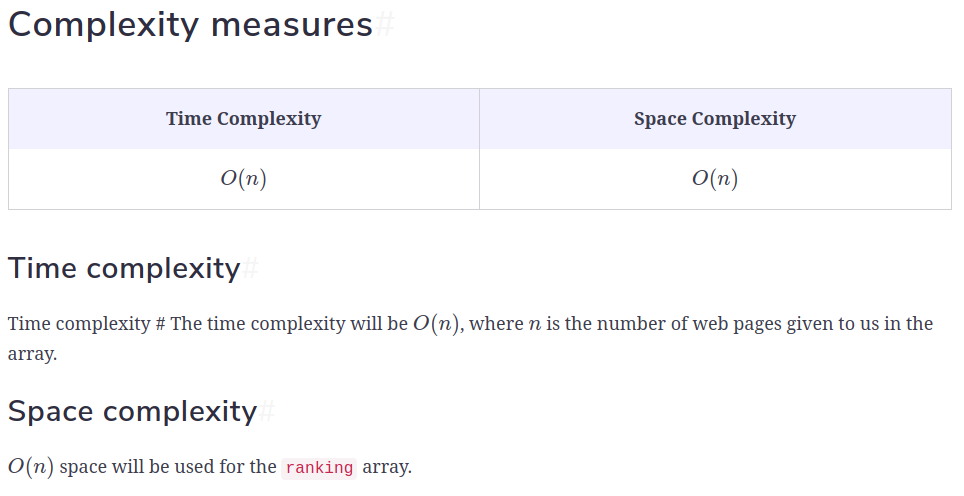 Complexity measures#
Time Complexity Space Complexity
O(n) O(n)
Time complexity#
Time complexity # The time complexity will be O(n), where n is the number of web pages given to us in the
array.
Space complexity#
O(n) space will be used for the ranking array.